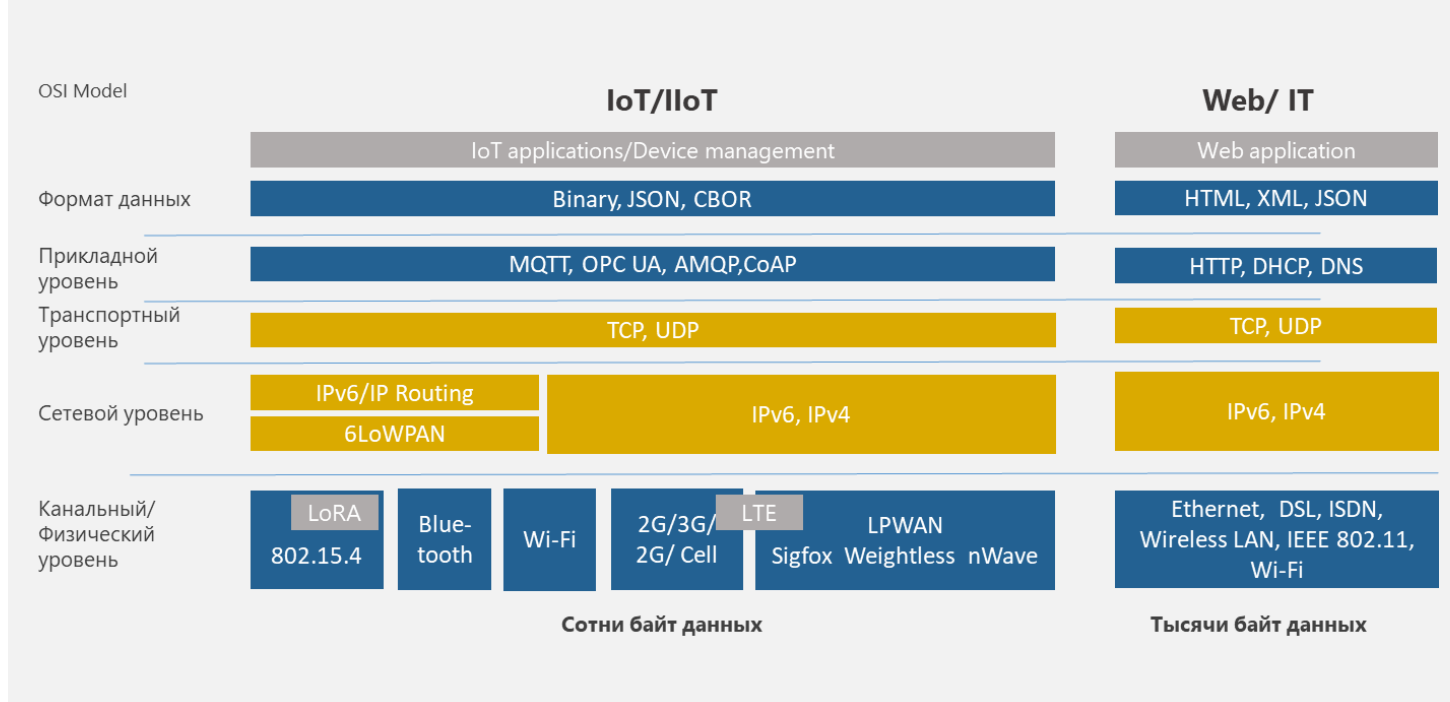 OSI Model
IoT/IIoT
Web/ IT
IoT applications/Device management
Web application
Формат данных
Binary, JSON, CBOR
HTML, XML, JSON
Прикладной
уровень
MQTT, OPC UA, AMQP,CoAP
HTTP, DHCP, DNS
Транспортный
уровень
TCP, UDP
TCP, UDP
Сетевой уровень
IPv6/IP Routing
6LoWPAN
IPv6, IPv4
IPv6, IPv4
Канальный/
Физический
уровень
LoRA
802.15.4
Blue-
tooth
Wi-Fi
2G/3G/
2G/ Cell
LTE
LPWAN
Sigfox Weightless nWave
Ethernet, DSL, ISDN,
Wireless LAN, IEEE 802.11,
Wi-Fi
Сотни байт данных
Тысячи байт данных